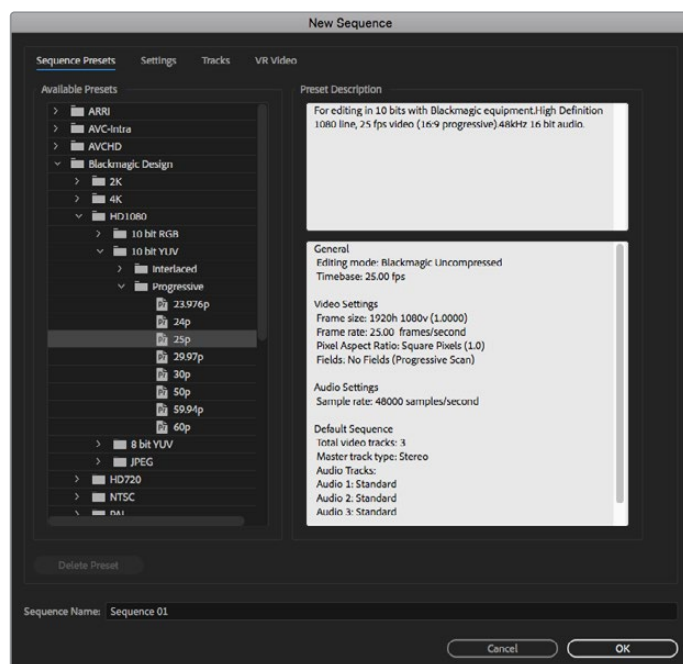 New Sequence
Sequence Presets
Settings
Tracks
VR Video
Available Presets
ARRI
AVC-Intra
AVCHD
Blackmagic Design
2K
4K
HD1080
10 bit RGB
10 bit YUV
Interlaced
Progressive
23.976p
24p
25p
29.97p
30p
50p
59.94p
60p
8 bit YUV
JPEG
HD720
NTSC
PAL
Preset Description
For editing in 10 bits with Blackmagic equipment.High Definition
1080 line, 25 fps video (16:9 progressive).48kHz 16 bit audio.
General
Editing mode: Blackmagic Uncompressed
Timebase: 25.00 fps
Video Settings
Frame size: 1920h 1080v (1.0000)
Frame rate: 25.00 frames/second
Pixel Aspect Ratio: Square Pixels (1.0)
Fields: No Fields (Progressive Scan)
Audio Settings
Sample rate: 48000 samples/second
Default Sequence
Total video tracks: 3
Master track type: Stereo
Audio Tracks:
Audio 1: Standard
Audio 2: Standard
Audio 3: Standard
Delete Preset
Sequence Name: Sequence 01
Cancel
OK